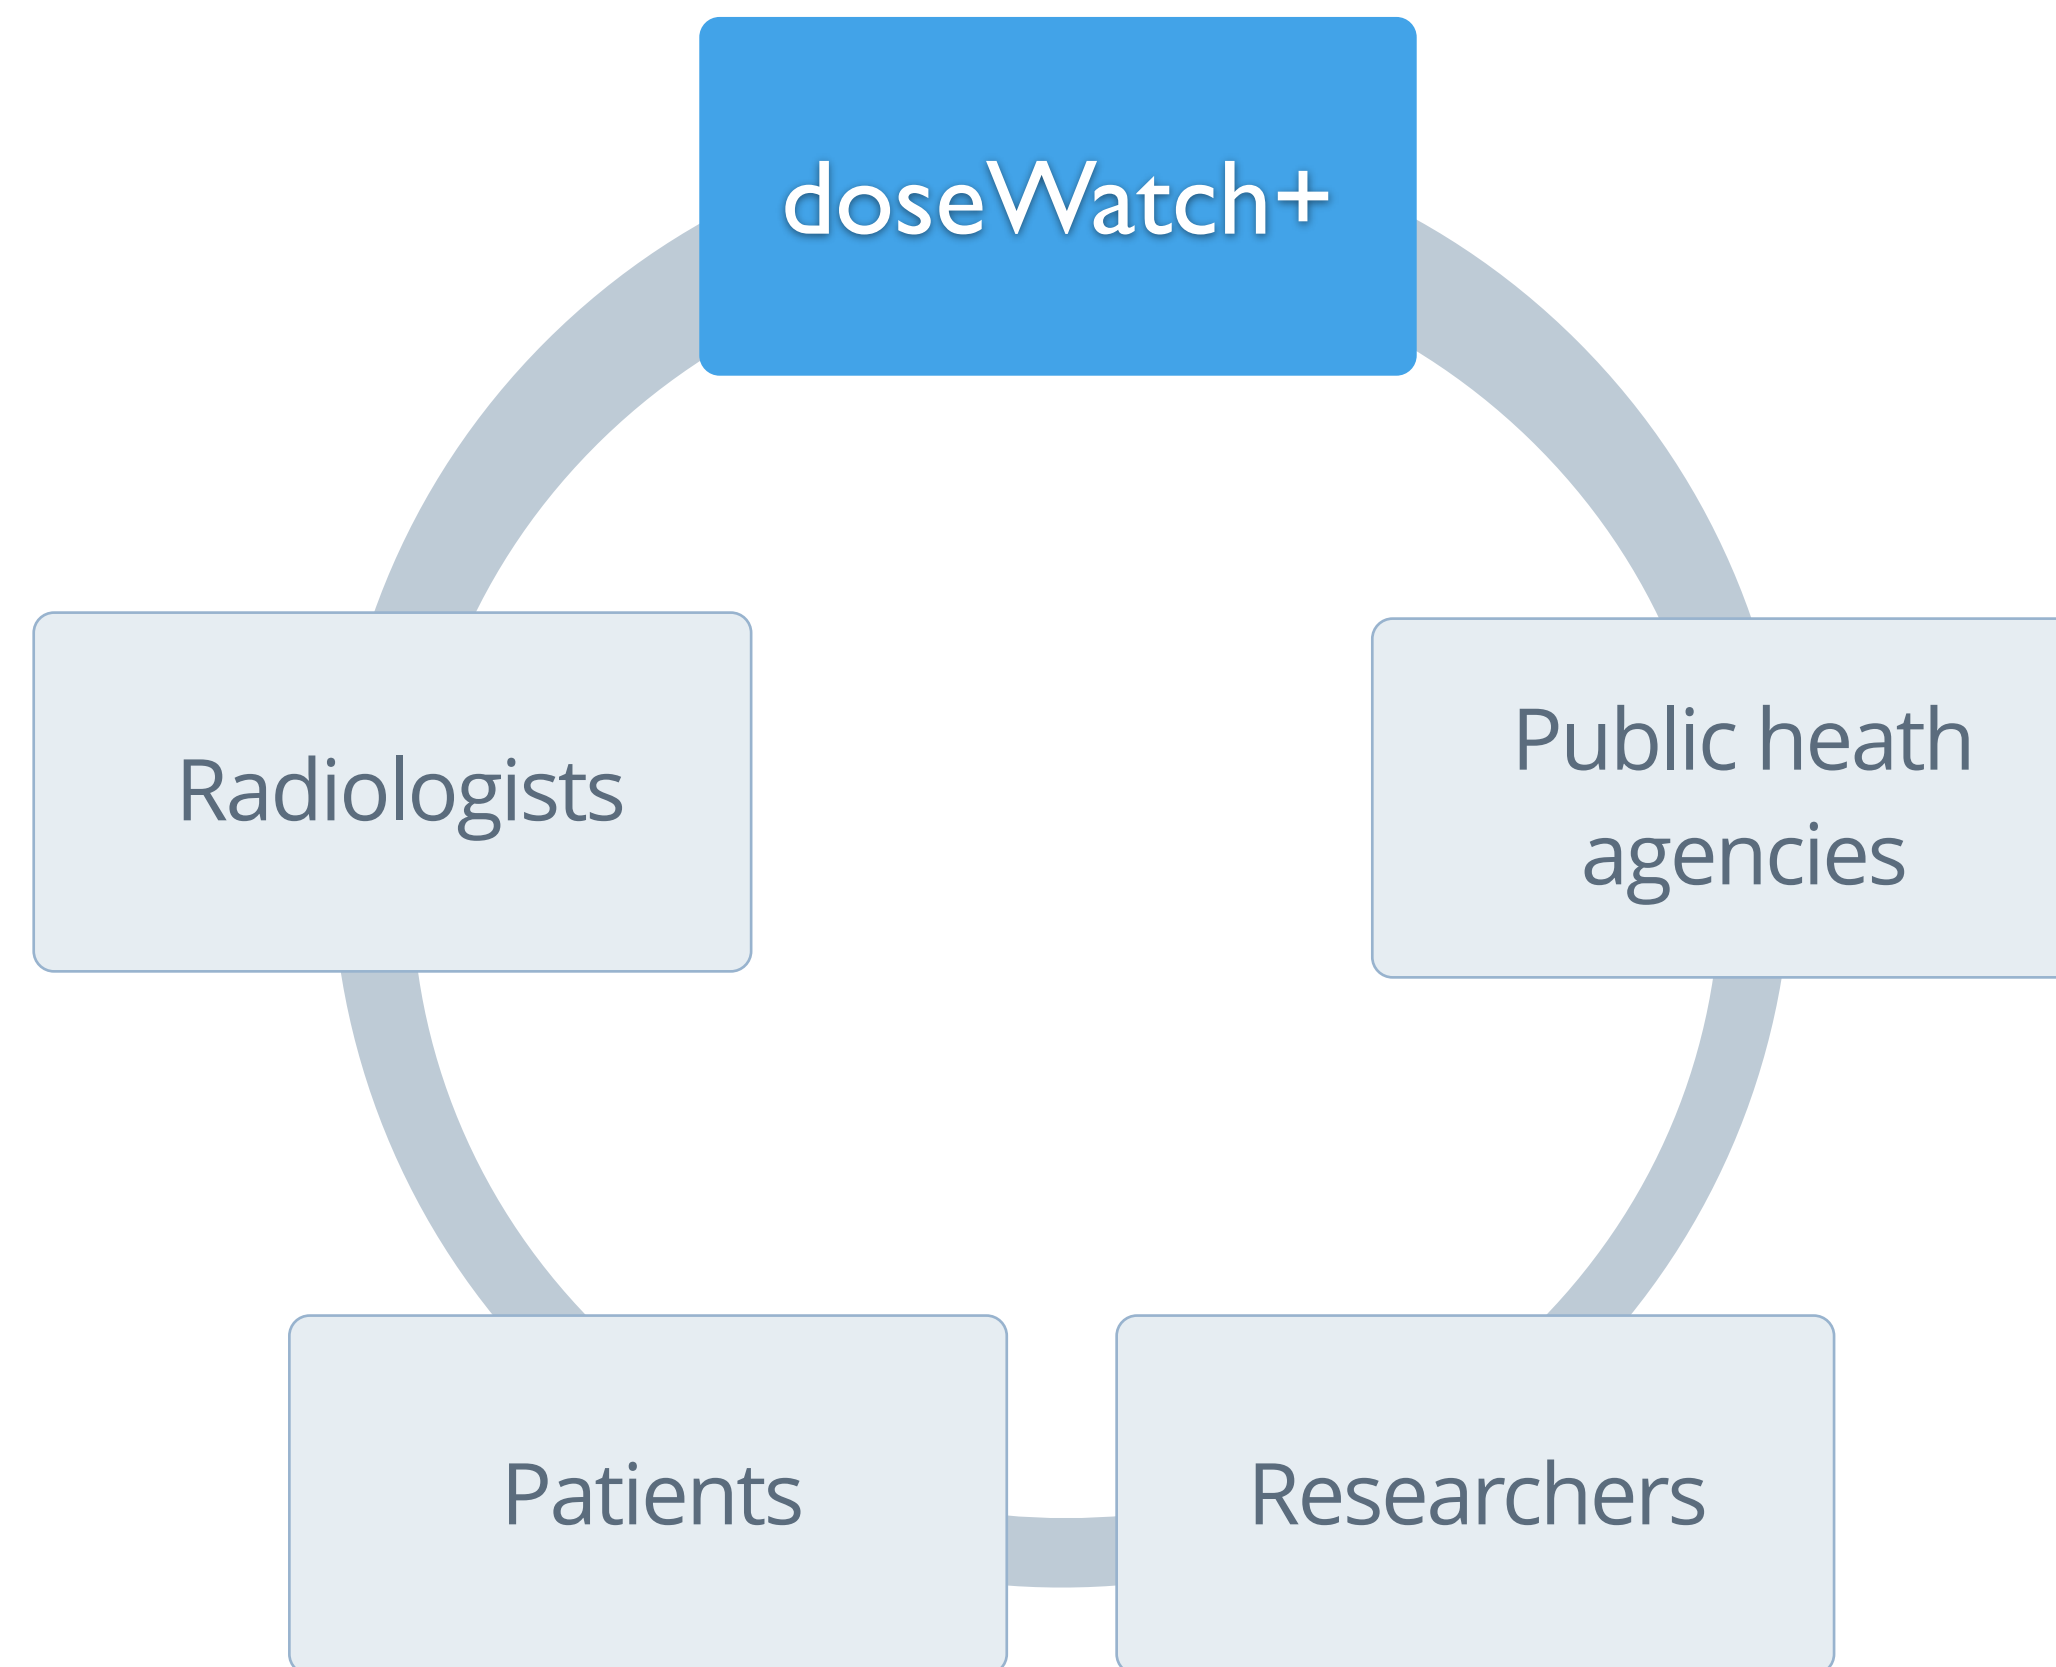 doseWatch+
Radiologists
Public heath
agencies
Patients
Researchers